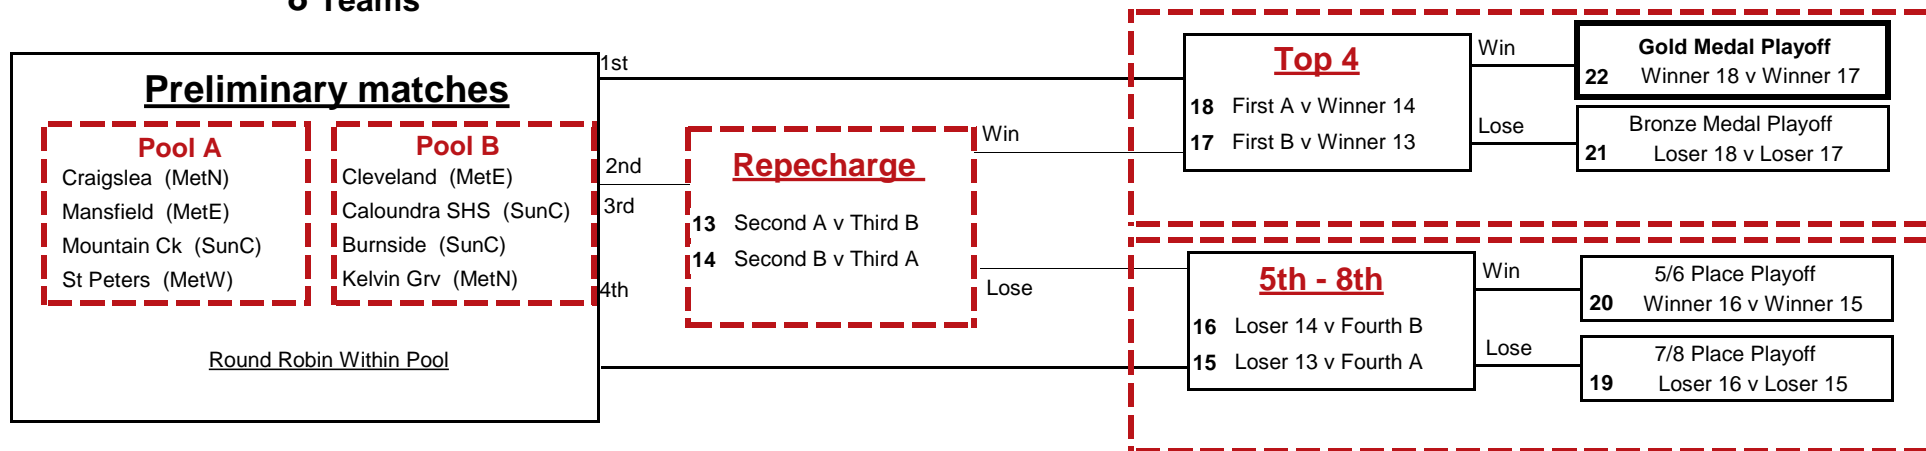 8 Teams
Preliminary matches
Pool A
Craigslea (MetN)
Mansfield (MetE)
Mountain Ck (SunC)
St Peters (MetW)
Pool B
Cleveland (MetE)
Caloundra SHS (SunC)
Burnside (SunC)
Kelvin Grv (MetN)
Round Robin Within Pool
1st
2nd
3rd
4th
Repecharge
13 Second A v Third B
14 Second B v Third A
Win
Lose
Top 4
18 First A v Winner 14
17 First B v Winner 13
Win
Lose
Gold Medal Playoff
22 Winner 18 v Winner 17
Bronze Medal Playoff
21 Loser 18 v Loser 17
5th - 8th
16 Loser 14 v Fourth B
15 Loser 13 v Fourth A
Win
Lose
5/6 Place Playoff
20 Winner 16 v Winner 15
7/8 Place Playoff
19 Loser 16 v Loser 15